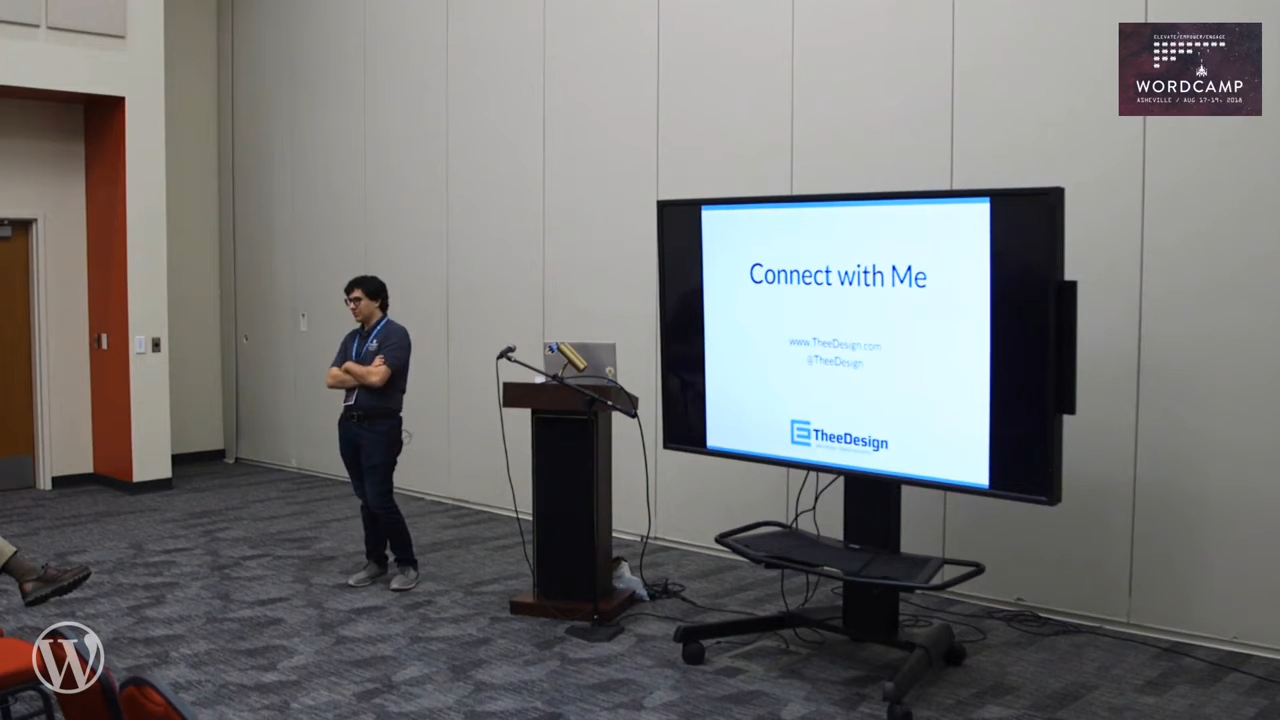 ELEVATE/EMPOWER/ENGAGE
WORDCAMP
ASHEVILLE / AUG 17-19, 2018
Connect with Me
www.TheeDesign.com
@TheeDesign
TheeDesign